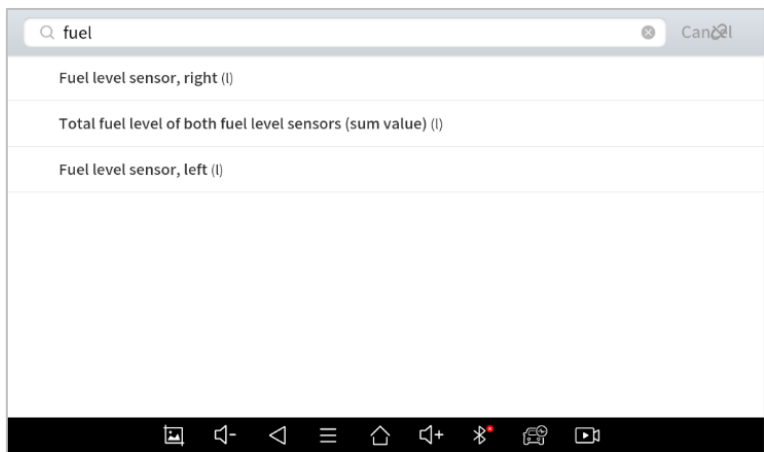 fuel Cancel
Fuel level sensor, right (l)
Total fuel level of both fuel level sensors (sum value) (l)
Fuel level sensor, left (l)